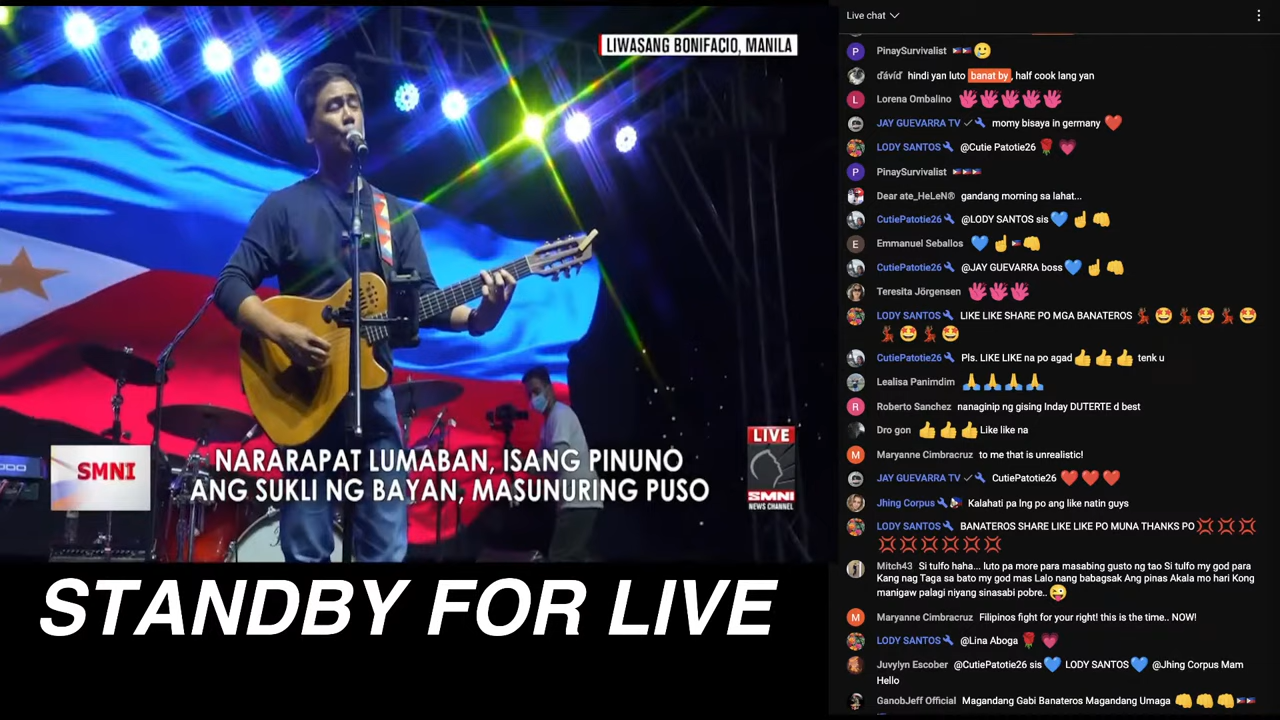 LIWASANG BONIFACIO, MANILA
SMNI
NARARAPAT LUMABAN, ISANG PINUNO
ANG SUKLI NG BAYAN, MASUNURING PUSO
LIVE
SMNI
NEWS CHANNEL
STANDBY FOR LIVE
Live chat
P PinaySurvivalist
ďávíď hindi yan luto banat by, half cook lang yan
L Lorena Ombalino
JAY GUEVARRA TV momy bisaya in germany ❤️
LODY SANTOS @Cutie Patotie26 🌹 💗
P PinaySurvivalist 🇵🇭🇵🇭🇵🇭
Dear ate_HeLeN® gandang morning sa lahat...
CutiePatotie26 @LODY SANTOS sis 💙 ☝️ 👊
E Emmanuel Seballos 💙 ☝️ 🇵🇭 👊
CutiePatotie26 @JAY GUEVARRA boss 💙 ☝️ 👊
Teresita Jörgensen
LODY SANTOS LIKE LIKE SHARE PO MGA BANATEROS 💃 🤩 💃 🤩 💃 🤩
💃 🤩 💃 🤩
CutiePatotie26 Pls. LIKE LIKE na po agad 👍 👍 👍 tenk u
Lealisa Panimdim 🙏 🙏 🙏 🙏
R Roberto Sanchez nanaginip ng gising Inday DUTERTE d best
Dro gon 👍 👍 👍 Like like na
M Maryanne Cimbracruz to me that is unrealistic!
JAY GUEVARRA TV CutiePatotie26 ❤️ ❤️ ❤️
Jhing Corpus Kalahati pa lng po ang like natin guys
LODY SANTOS BANATEROS SHARE LIKE LIKE PO MUNA THANKS PO 💢 💢 💢
💢 💢 💢 💢 💢 💢
Mitch43 Si tulfo haha... luto pa more para masabing gusto ng tao Si tulfo my god para
Kang nag Taga sa bato my god mas Lalo nang babagsak Ang pinas Akala mo hari Kong
manigaw palagi niyang sinasabi pobre.. 😜
M Maryanne Cimbracruz Filipinos fight for your right! this is the time.. NOW!
LODY SANTOS @Lina Aboga 🌹 💗
Juvylyn Escober @CutiePatotie26 sis 💙 LODY SANTOS 💙 @Jhing Corpus Mam
Hello
GanobJeff Official Magandang Gabi Banateros Magandang Umaga 👊 👊 👊 🇵🇭🇵🇭